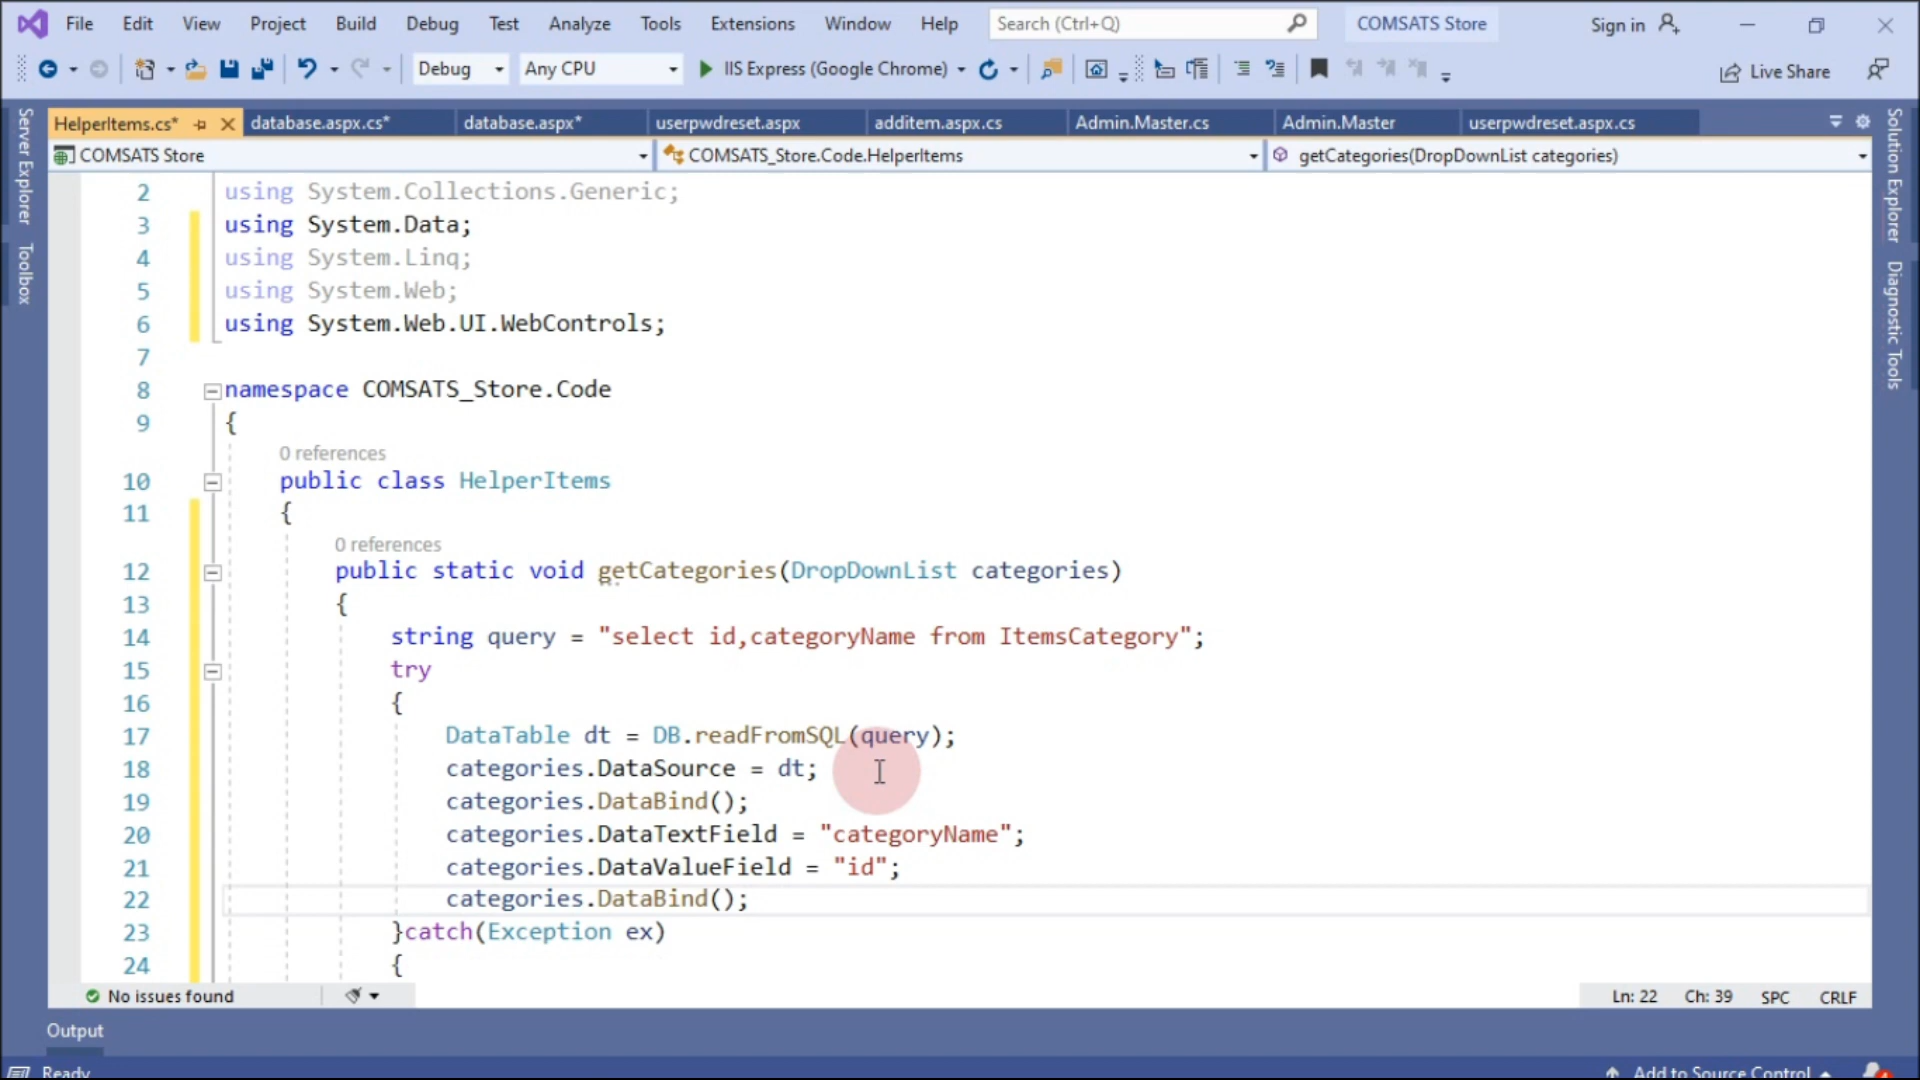 File Edit View Project Build Debug Test Analyze Tools Extensions Window Help Search (Ctrl+Q) COMSATS Store Sign in
Debug Any CPU IIS Express (Google Chrome) Live Share
HelperItems.cs* database.aspx.cs* database.aspx* userpwdreset.aspx additem.aspx.cs Admin.Master.cs Admin.Master userpwdreset.aspx.cs
COMSATS Store COMSATS_Store.Code.HelperItems getCategories(DropDownList categories)
Server Explorer
Toolbox
Solution Explorer
Diagnostic Tools
2 using System.Collections.Generic;
3 using System.Data;
4 using System.Linq;
5 using System.Web;
6 using System.Web.UI.WebControls;
7
8 namespace COMSATS_Store.Code
9 {
0 references
10 public class HelperItems
11 {
0 references
12 public static void getCategories(DropDownList categories)
13 {
14 string query = "select id,categoryName from ItemsCategory";
15 try
16 {
17 DataTable dt = DB.readFromSQL(query);
18 categories.DataSource = dt;
19 categories.DataBind();
20 categories.DataTextField = "categoryName";
21 categories.DataValueField = "id";
22 categories.DataBind();
23 }catch(Exception ex)
24 {
No issues found Ln: 22 Ch: 39 SPC CRLF
Output
Ready Add to Source Control